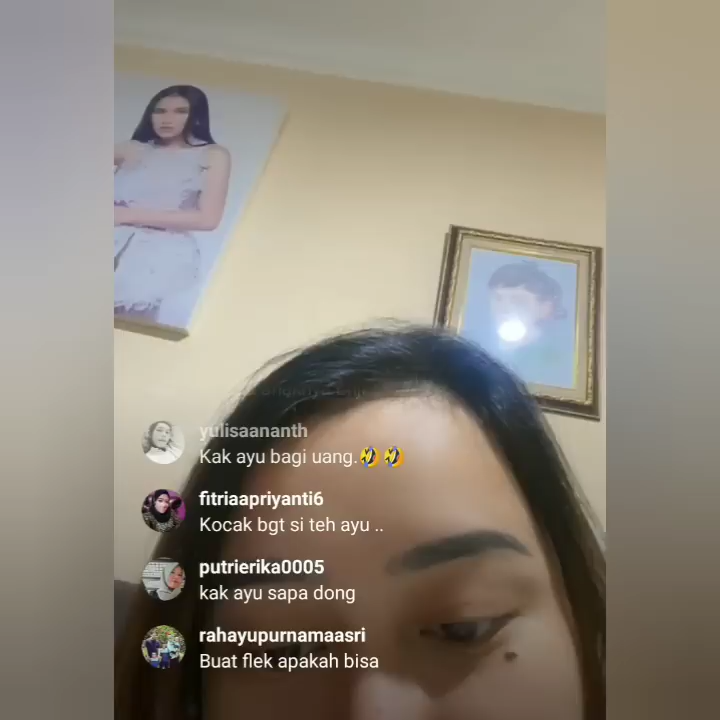 yulisaananth
Kak ayu bagi uang.🤣🤣
fitriaapriyanti6
Kocak bgt si teh ayu ..
putrierika0005
kak ayu sapa dong
rahayupurnamaasri
Buat flek apakah bisa